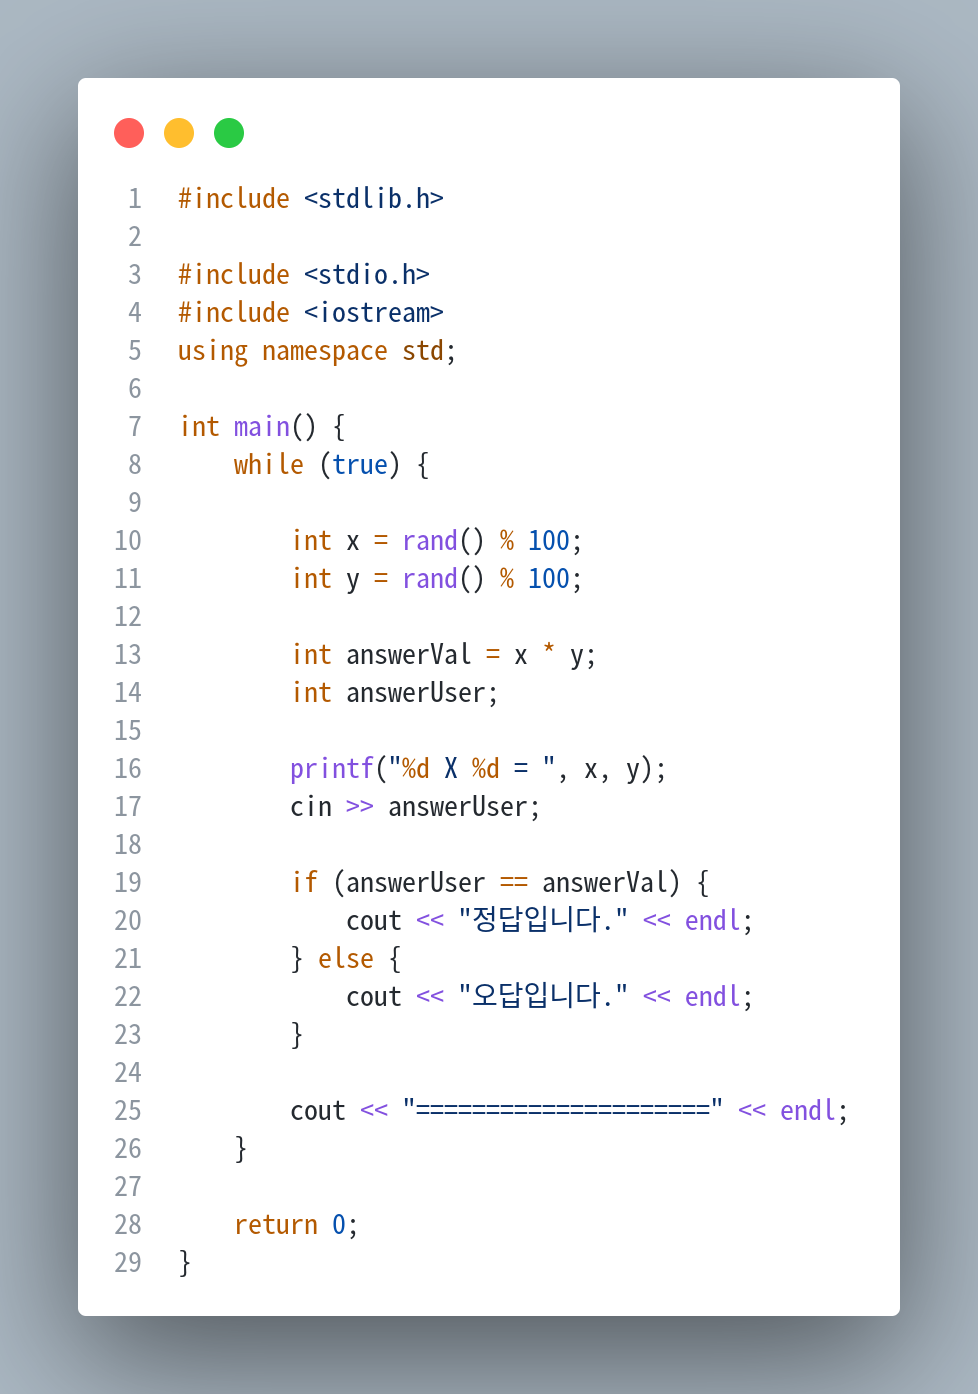 1 #include <stdlib.h>
2
3 #include <stdio.h>
4 #include <iostream>
5 using namespace std;
6
7 int main() {
8     while (true) {
9
10         int x = rand() % 100;
11         int y = rand() % 100;
12
13         int answerVal = x * y;
14         int answerUser;
15
16         printf("%d X %d = ", x, y);
17         cin >> answerUser;
18
19         if (answerUser == answerVal) {
20             cout << "정답입니다." << endl;
21         } else {
22             cout << "오답입니다." << endl;
23         }
24
25         cout << "=====================" << endl;
26     }
27
28     return 0;
29 }